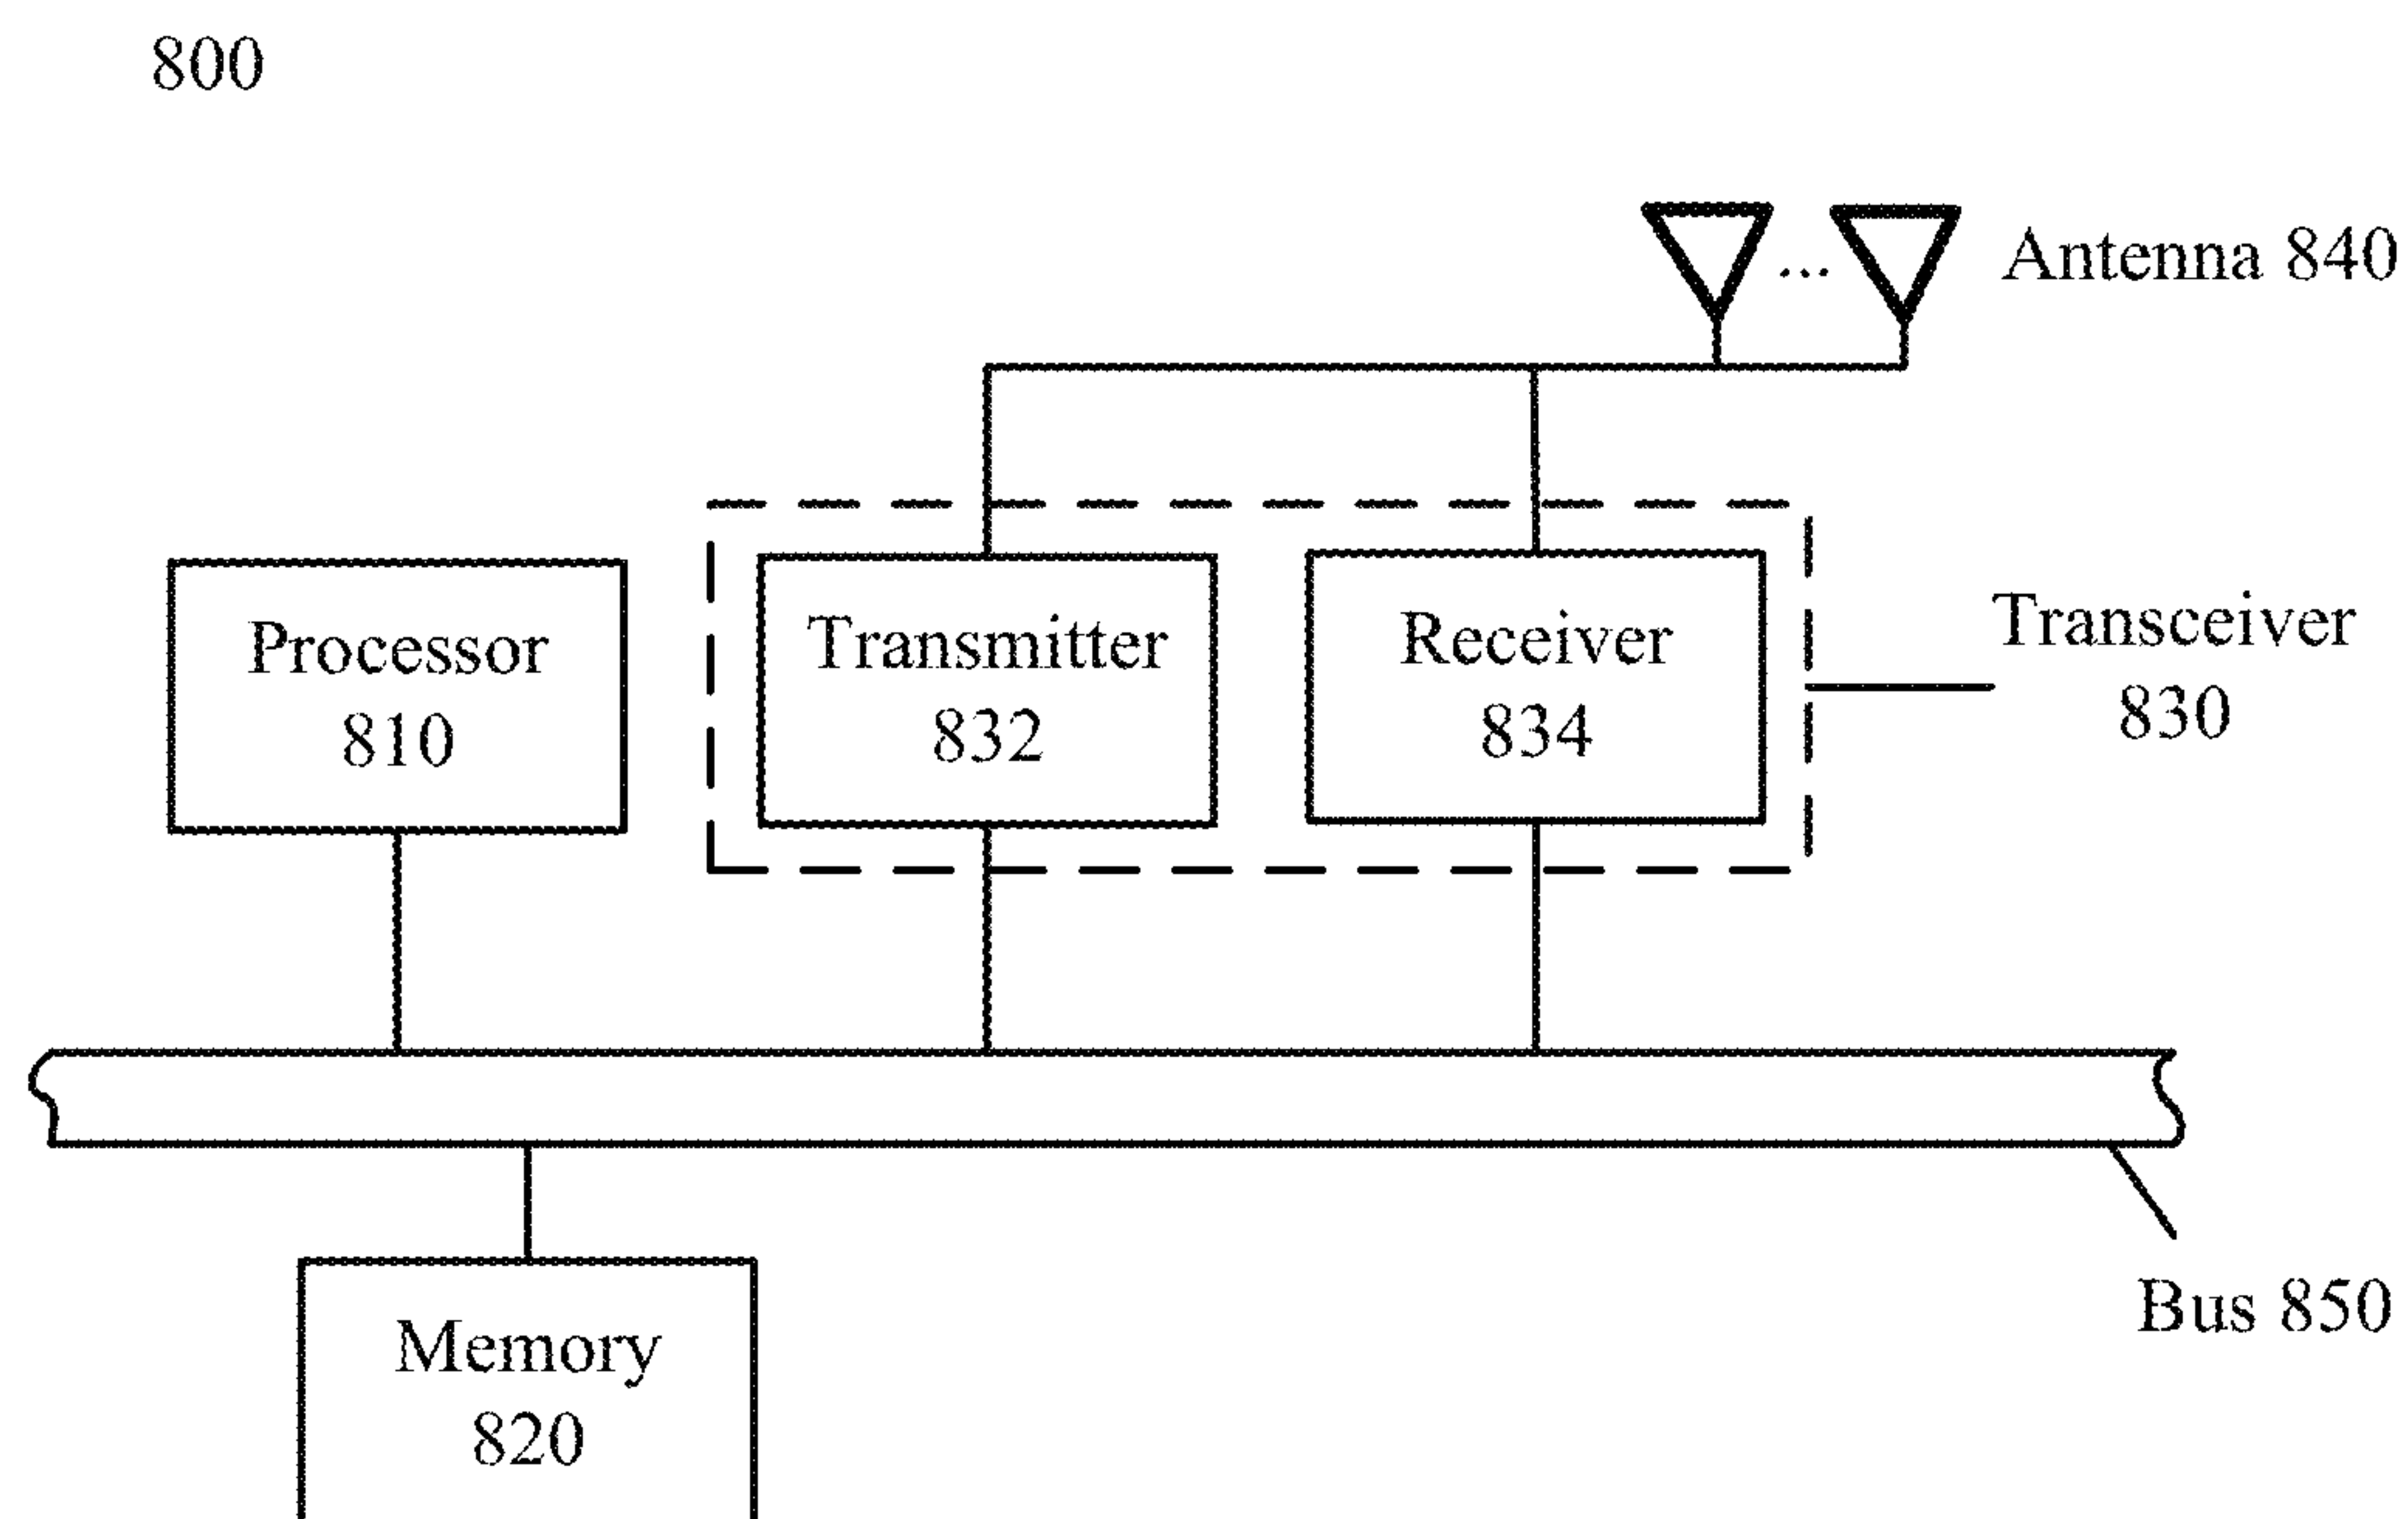 800
...
Antenna 840
Processor
810
Transmitter
832
Receiver
834
Transceiver
830
Memory
820
Bus 850